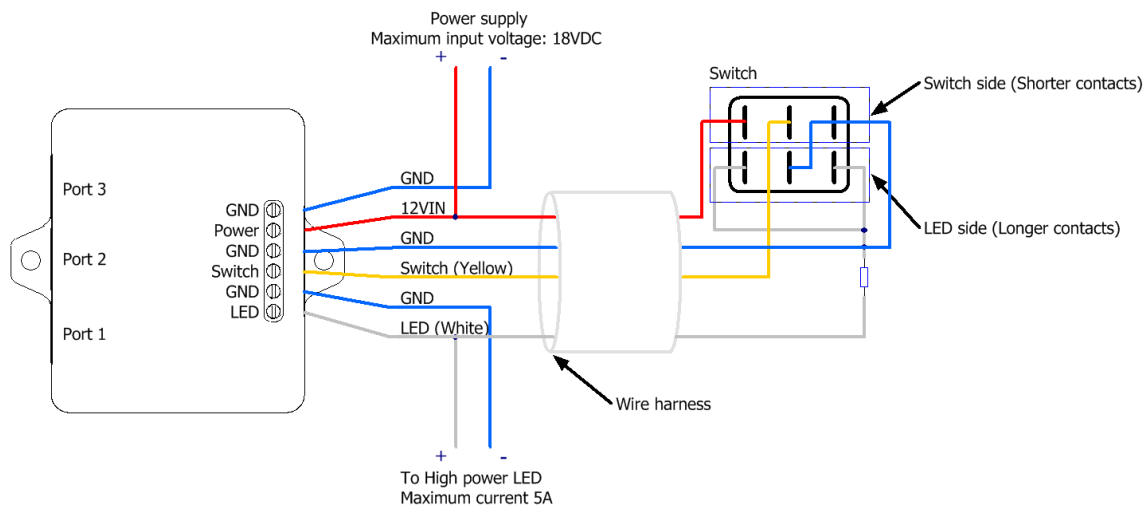 Power supply
Maximum input voltage: 18VDC
+ -
Switch
Switch side (Shorter contacts)
LED side (Longer contacts)
Port 3
Port 2
Port 1
GND
Power
GND
Switch
GND
LED
GND
12VIN
GND
Switch (Yellow)
GND
LED (White)
Wire harness
+ -
To High power LED
Maximum current 5A